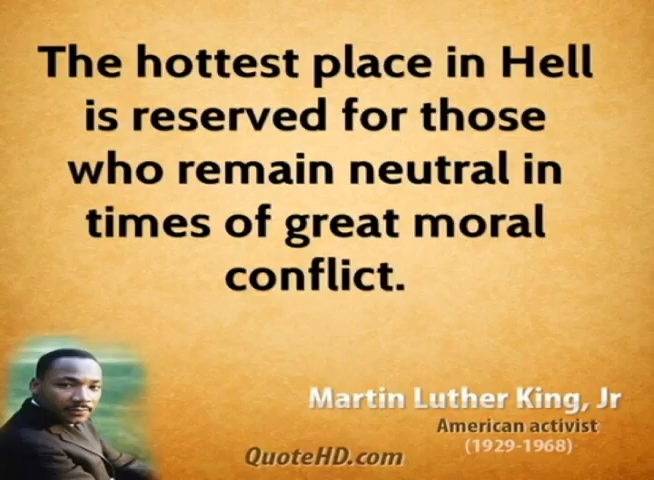 The hottest place in Hell
is reserved for those
who remain neutral in
times of great moral
conflict.
Martin Luther King, Jr
American activist
(1929-1968)
QuoteHD.com